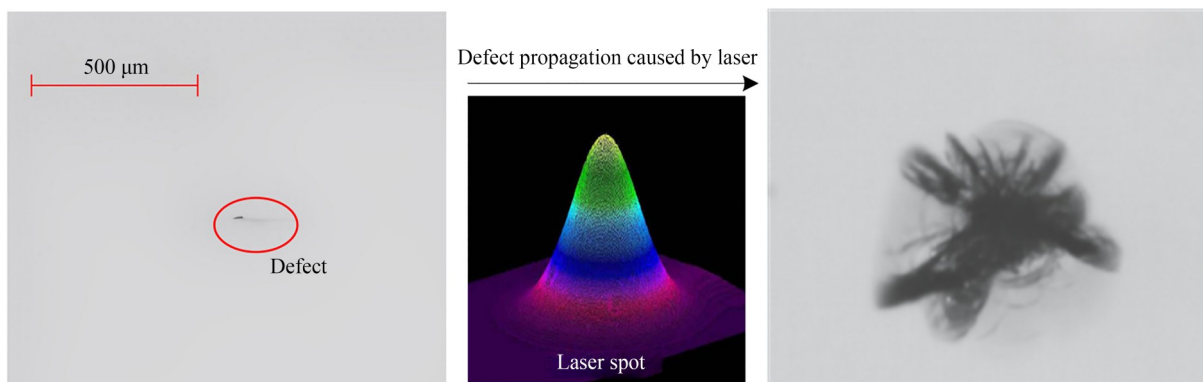 500 μm
Defect
Defect propagation caused by laser
Laser spot